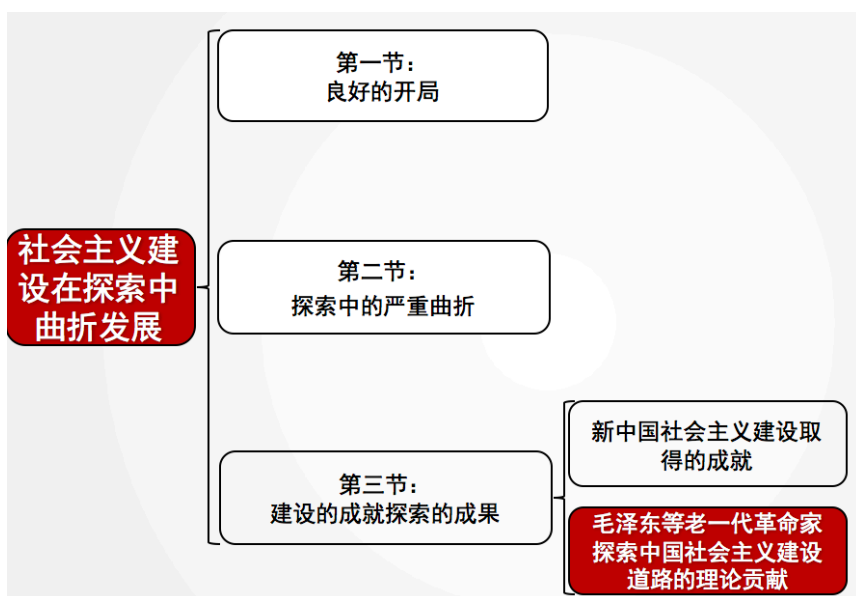 社会主义建
设在探索中
曲折发展
第一节：
良好的开局
第二节：
探索中的严重曲折
第三节：
建设的成就探索的成果
新中国社会主义建设取
得的成就
毛泽东等老一代革命家
探索中国社会主义建设
道路的理论贡献